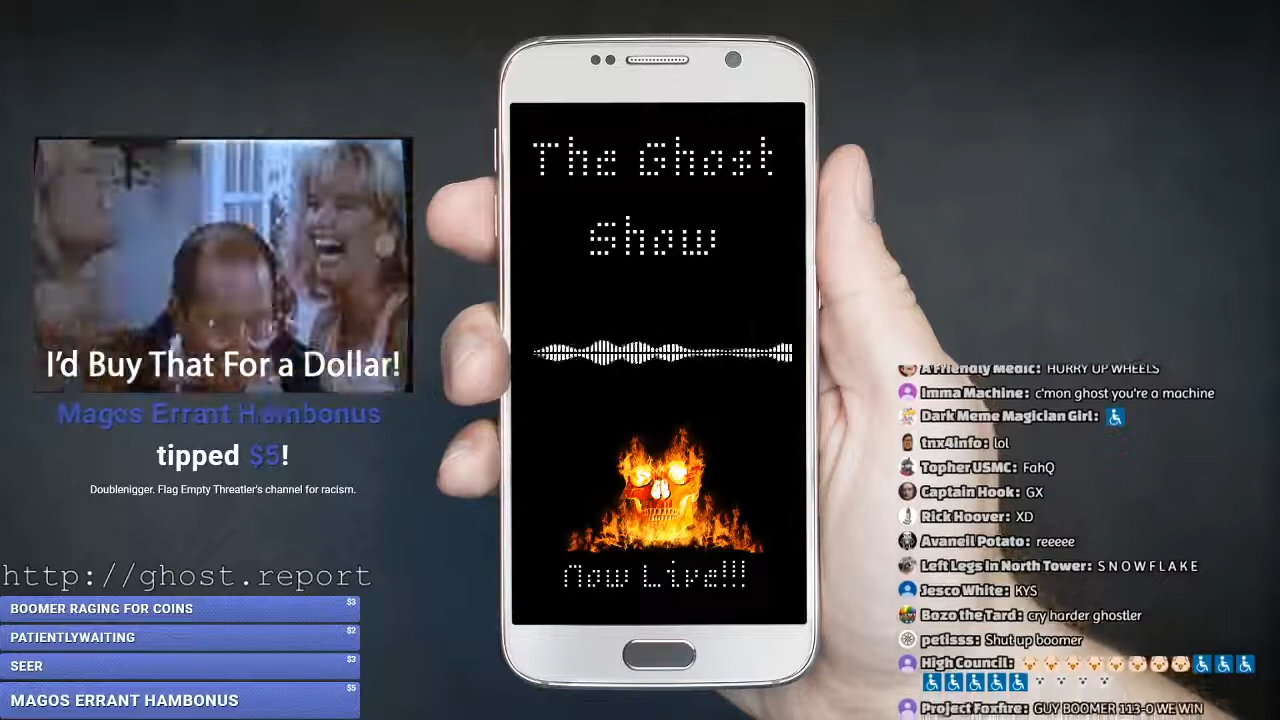 The Ghost
Show
Now Live!!!
I'd Buy That For a Dollar!
Magos Errant Hambonus
tipped $5!
Doublenigger. Flag Empty Threatler's channel for racism.
http://ghost.report
BOOMER RAGING FOR COINS $3
PATIENTLYWAITING $2
SEER $3
MAGOS ERRANT HAMBONUS $5
A Friendly Medic: HURRY UP WHEELS
Imma Machine: c'mon ghost you're a machine
Dark Meme Magician Girl:
tnx4info: lol
Topher USMC: FahQ
Captain Hook: GX
Rick Hoover: XD
Avaneil Potato: reeeee
Left Legs In North Tower: S N O W F L A K E
Jesco White: KYS
Bozo the Tard: cry harder ghostler
petisss: Shut up boomer
High Council:
Project Foxfire: GUY BOOMER 113-0 WE WIN